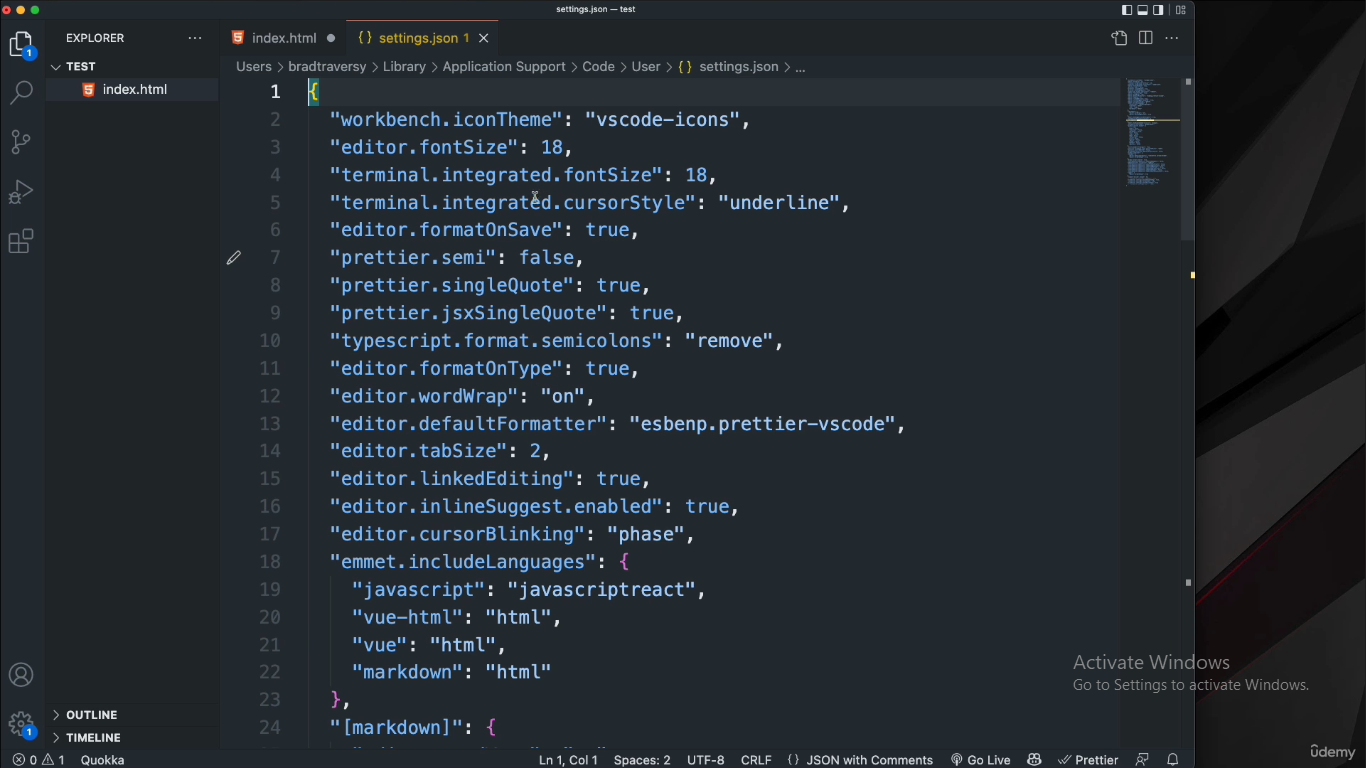 settings.json — test
EXPLORER
index.html
settings.json 1
TEST
Users > bradtraversy > Library > Application Support > Code > User > {} settings.json > ...
index.html
1 {
2 "workbench.iconTheme": "vscode-icons",
3 "editor.fontSize": 18,
4 "terminal.integrated.fontSize": 18,
5 "terminal.integrated.cursorStyle": "underline",
6 "editor.formatOnSave": true,
7 "prettier.semi": false,
8 "prettier.singleQuote": true,
9 "prettier.jsxSingleQuote": true,
10 "typescript.format.semicolons": "remove",
11 "editor.formatOnType": true,
12 "editor.wordWrap": "on",
13 "editor.defaultFormatter": "esbenp.prettier-vscode",
14 "editor.tabSize": 2,
15 "editor.linkedEditing": true,
16 "editor.inlineSuggest.enabled": true,
17 "editor.cursorBlinking": "phase",
18 "emmet.includeLanguages": {
19 "javascript": "javascriptreact",
20 "vue-html": "html",
21 "vue": "html",
22 "markdown": "html"
23 },
24 "[markdown]": {
1
1
OUTLINE
TIMELINE
Activate Windows
Go to Settings to activate Windows.
0 1 Quokka
Ln 1, Col 1 Spaces: 2 UTF-8 CRLF {} JSON with Comments Go Live Prettier
ûdemy